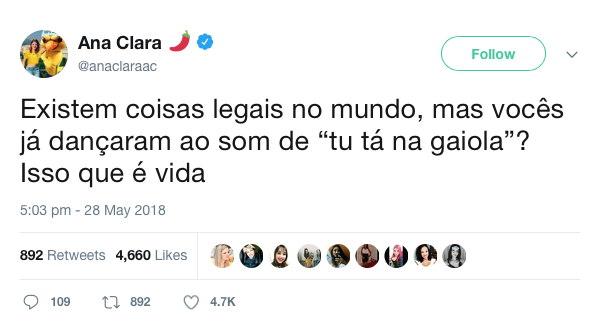 Ana Clara 🌶️
Follow
@anaclaraac
Existem coisas legais no mundo, mas vocês
já dançaram ao som de “tu tá na gaiola”?
Isso que é vida
5:03 pm - 28 May 2018
892 Retweets 4,660 Likes
109 892 4.7K